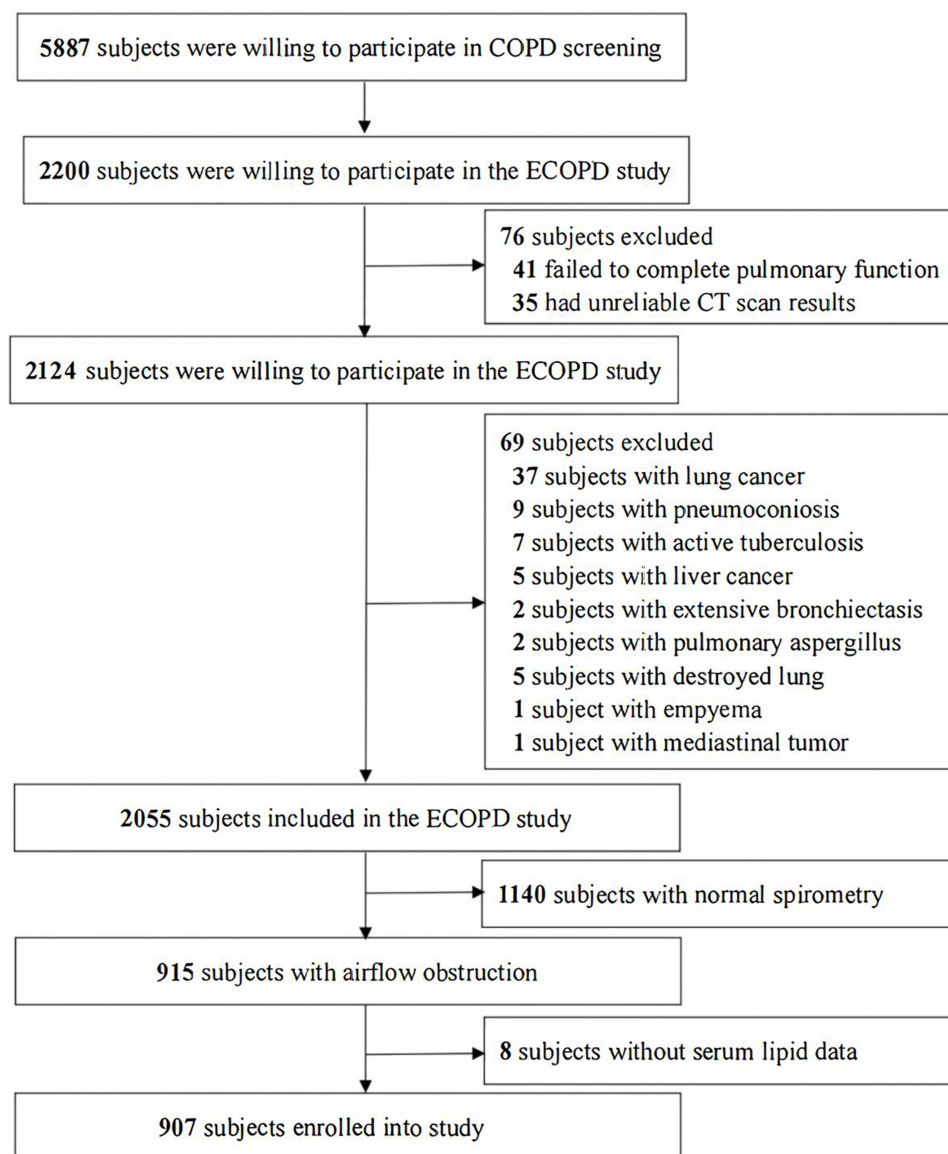 5887 subjects were willing to participate in COPD screening
2200 subjects were willing to participate in the ECOPD study
76 subjects excluded
41 failed to complete pulmonary function
35 had unreliable CT scan results
2124 subjects were willing to participate in the ECOPD study
69 subjects excluded
37 subjects with lung cancer
9 subjects with pneumoconiosis
7 subjects with active tuberculosis
5 subjects with liver cancer
2 subjects with extensive bronchiectasis
2 subjects with pulmonary aspergillus
5 subjects with destroyed lung
1 subject with empyema
1 subject with mediastinal tumor
2055 subjects included in the ECOPD study
1140 subjects with normal spirometry
915 subjects with airflow obstruction
8 subjects without serum lipid data
907 subjects enrolled into study